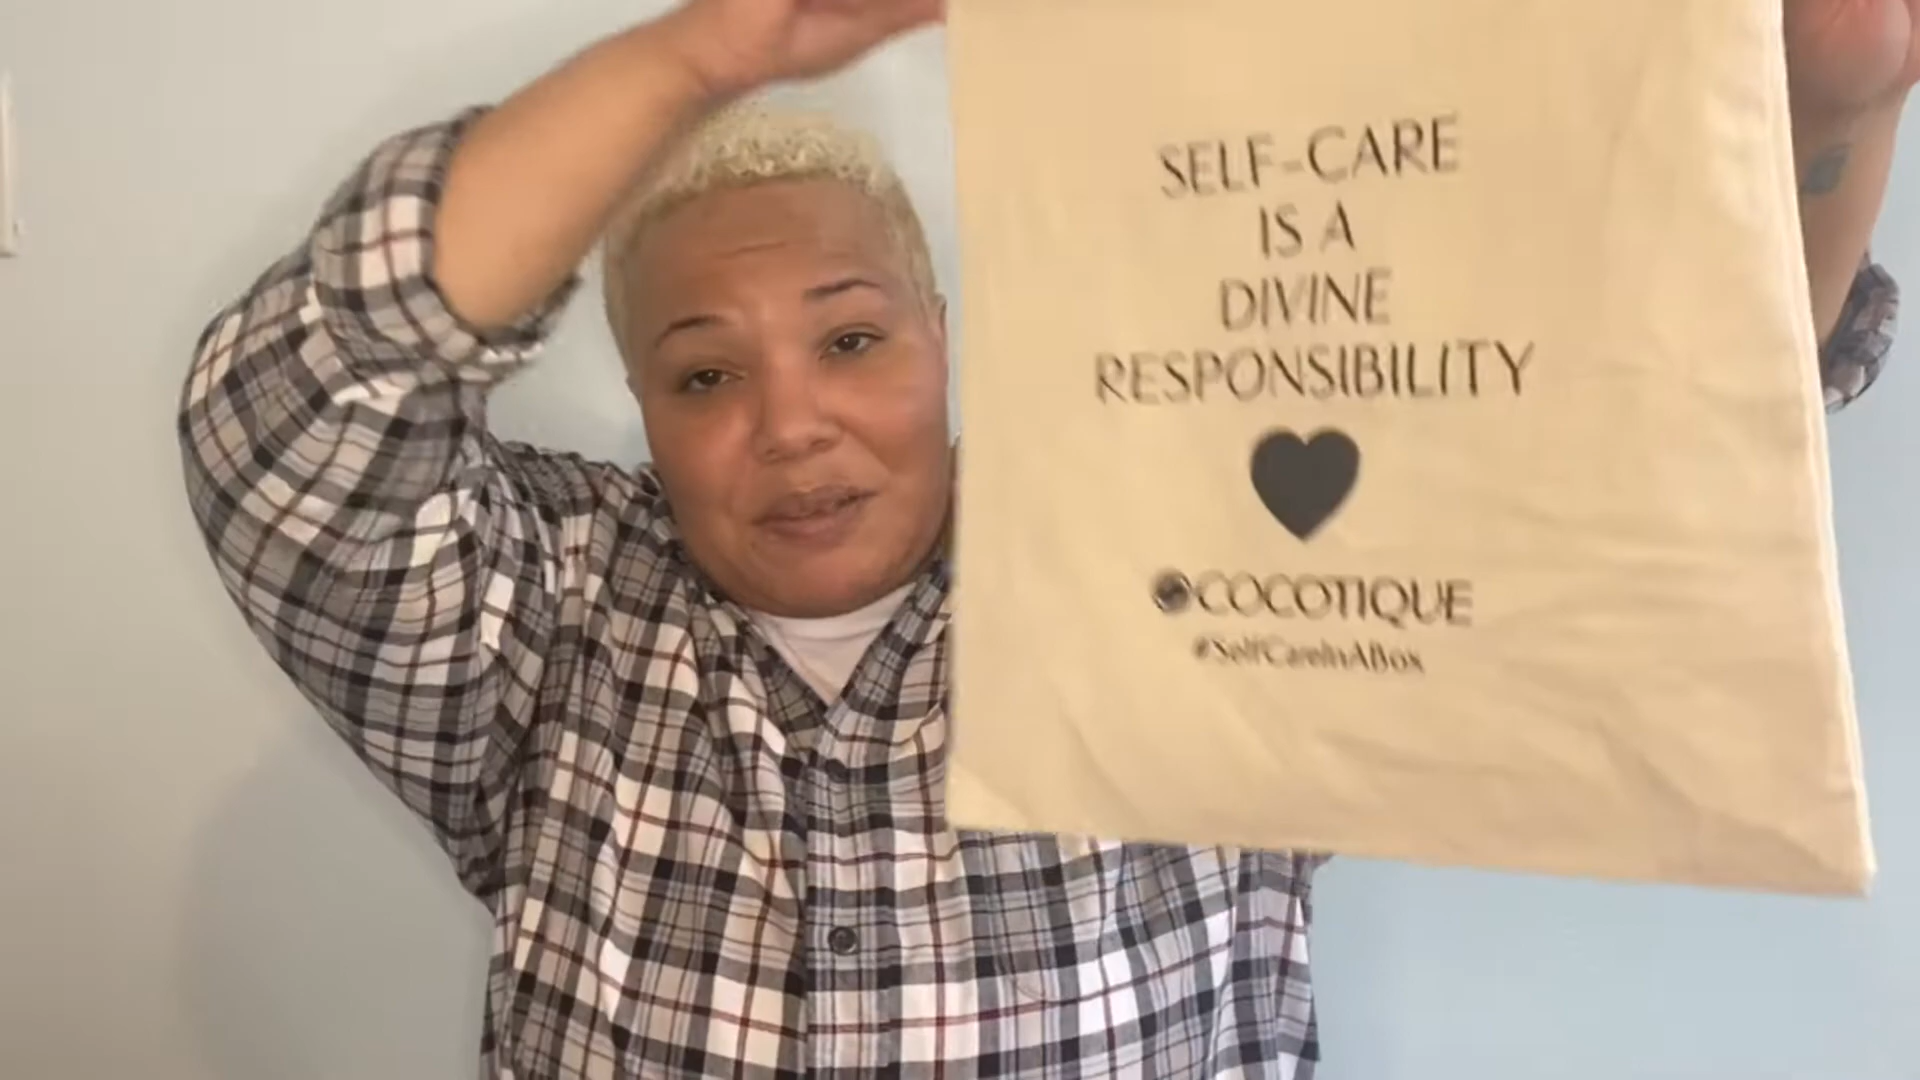 SELF-CARE
IS A
DIVINE
RESPONSIBILITY
COCOTIQUE
#SelfCareInABox